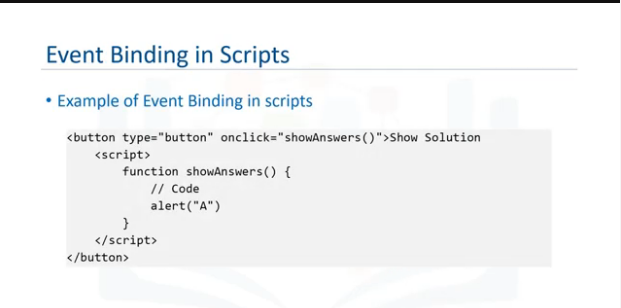 Event Binding in Scripts
• Example of Event Binding in scripts
<button type="button" onclick="showAnswers()">Show Solution
<script>
function showAnswers() {
// Code
alert("A")
}
</script>
</button>